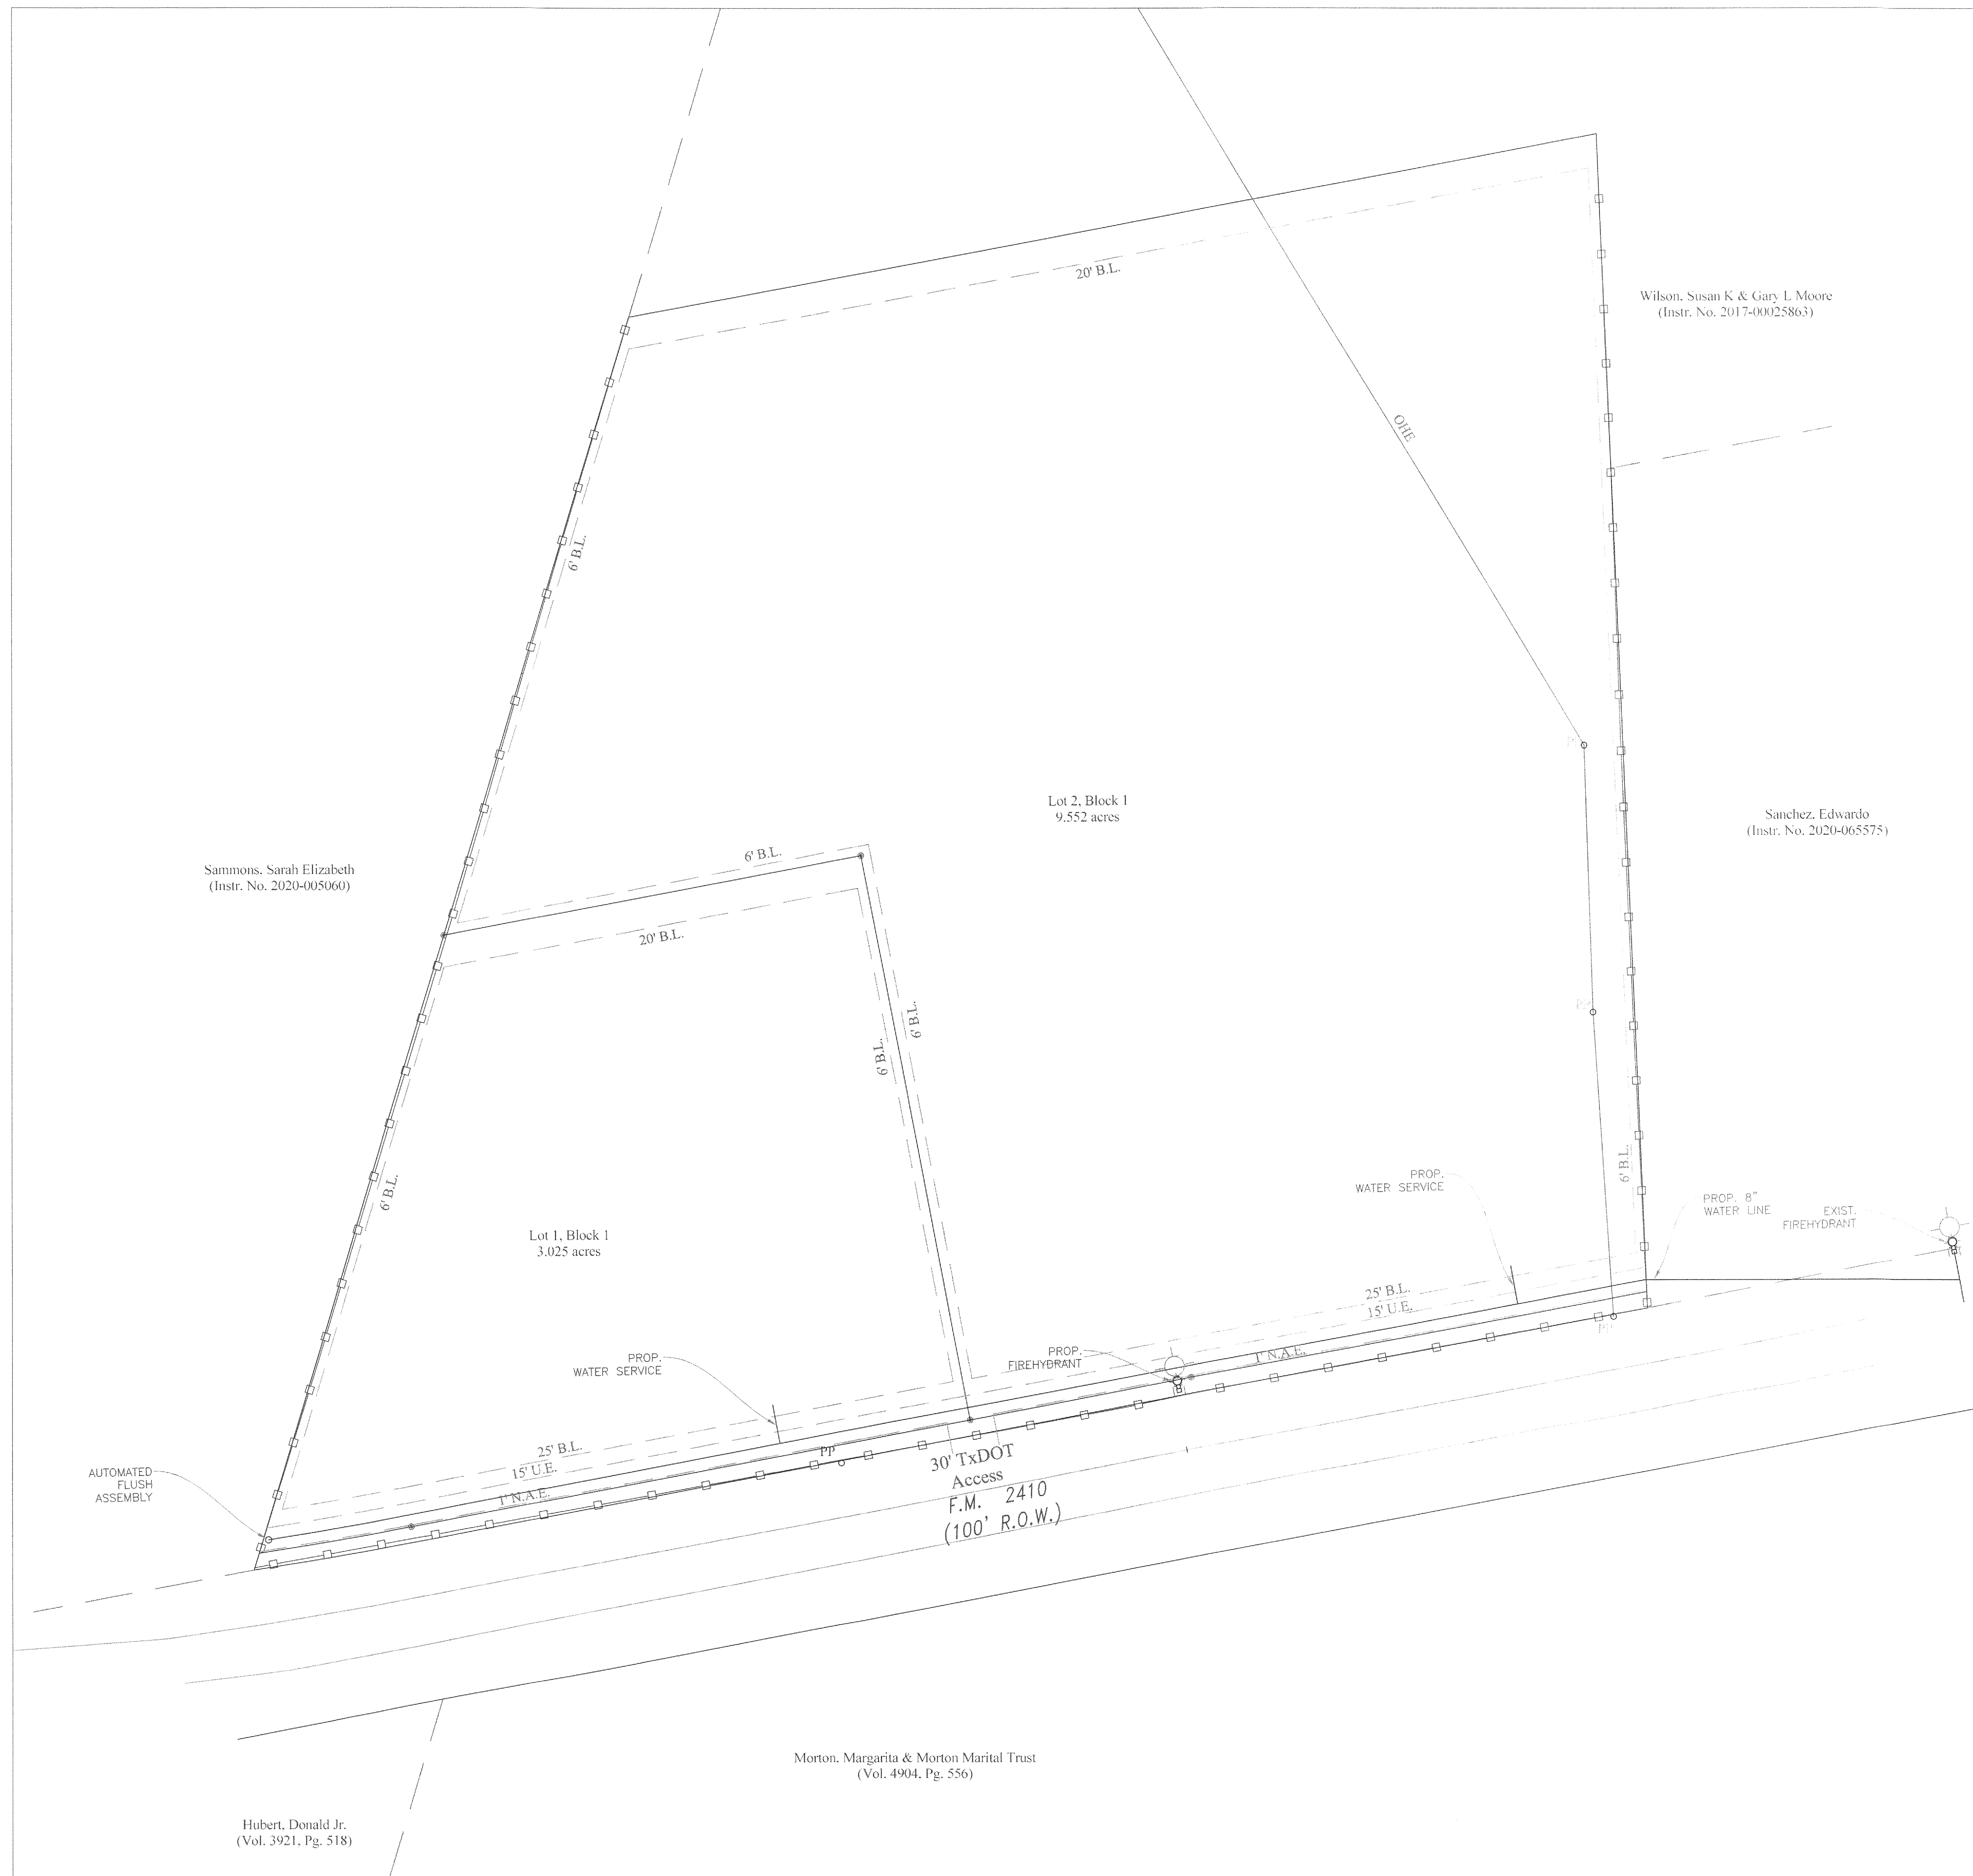 20' B.L.
Wilson, Susan K & Gary L Moore
(Instr. No. 2017-00025863)
OHE
6' B.L.
Lot 2, Block 1
9.552 acres
Sanchez, Edwardo
(Instr. No. 2020-065575)
6' B.L.
Sammons, Sarah Elizabeth
(Instr. No. 2020-005060)
20' B.L.
6' B.L.
6' B.L.
PP
6' B.L.
PROP.
WATER SERVICE
6' B.L.
PROP. 8"
WATER LINE
EXIST.
FIREHYDRANT
Lot 1, Block 1
3.025 acres
25' B.L.
15' U.E.
PP
PROP.
FIREHYDRANT
1' N.A.E.
PROP.
WATER SERVICE
25' B.L.
15' U.E.
1' N.A.E.
PP
AUTOMATED
FLUSH
ASSEMBLY
30' TxDOT
Access
F.M. 2410
(100' R.O.W.)
Morton, Margarita & Morton Marital Trust
(Vol. 4904, Pg. 556)
Hubert, Donald Jr.
(Vol. 3921, Pg. 518)